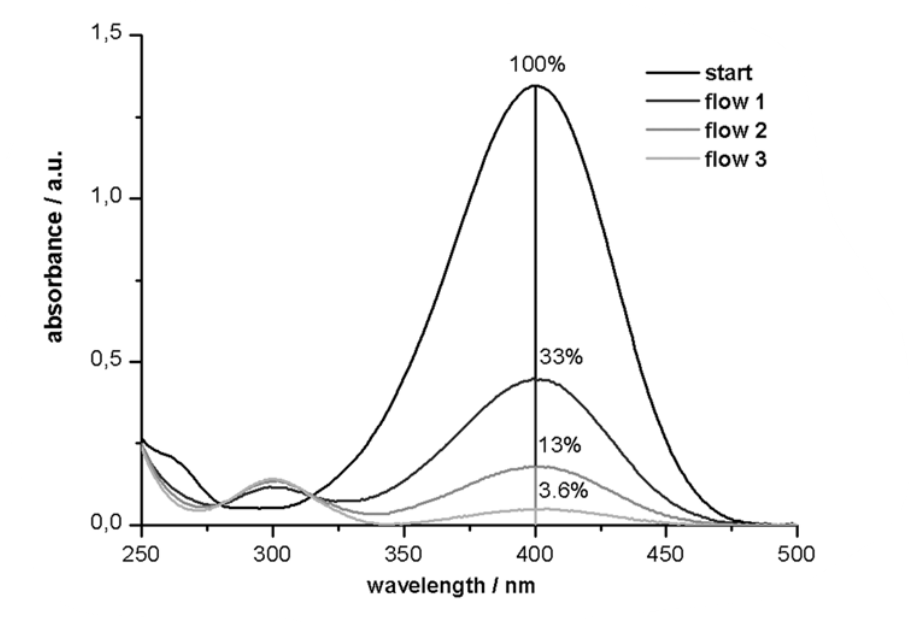 1,5
1,0
0,5
0,0
absorbance / a.u.
100%
33%
13%
3.6%
start
flow 1
flow 2
flow 3
250 300 350 400 450 500
wavelength / nm